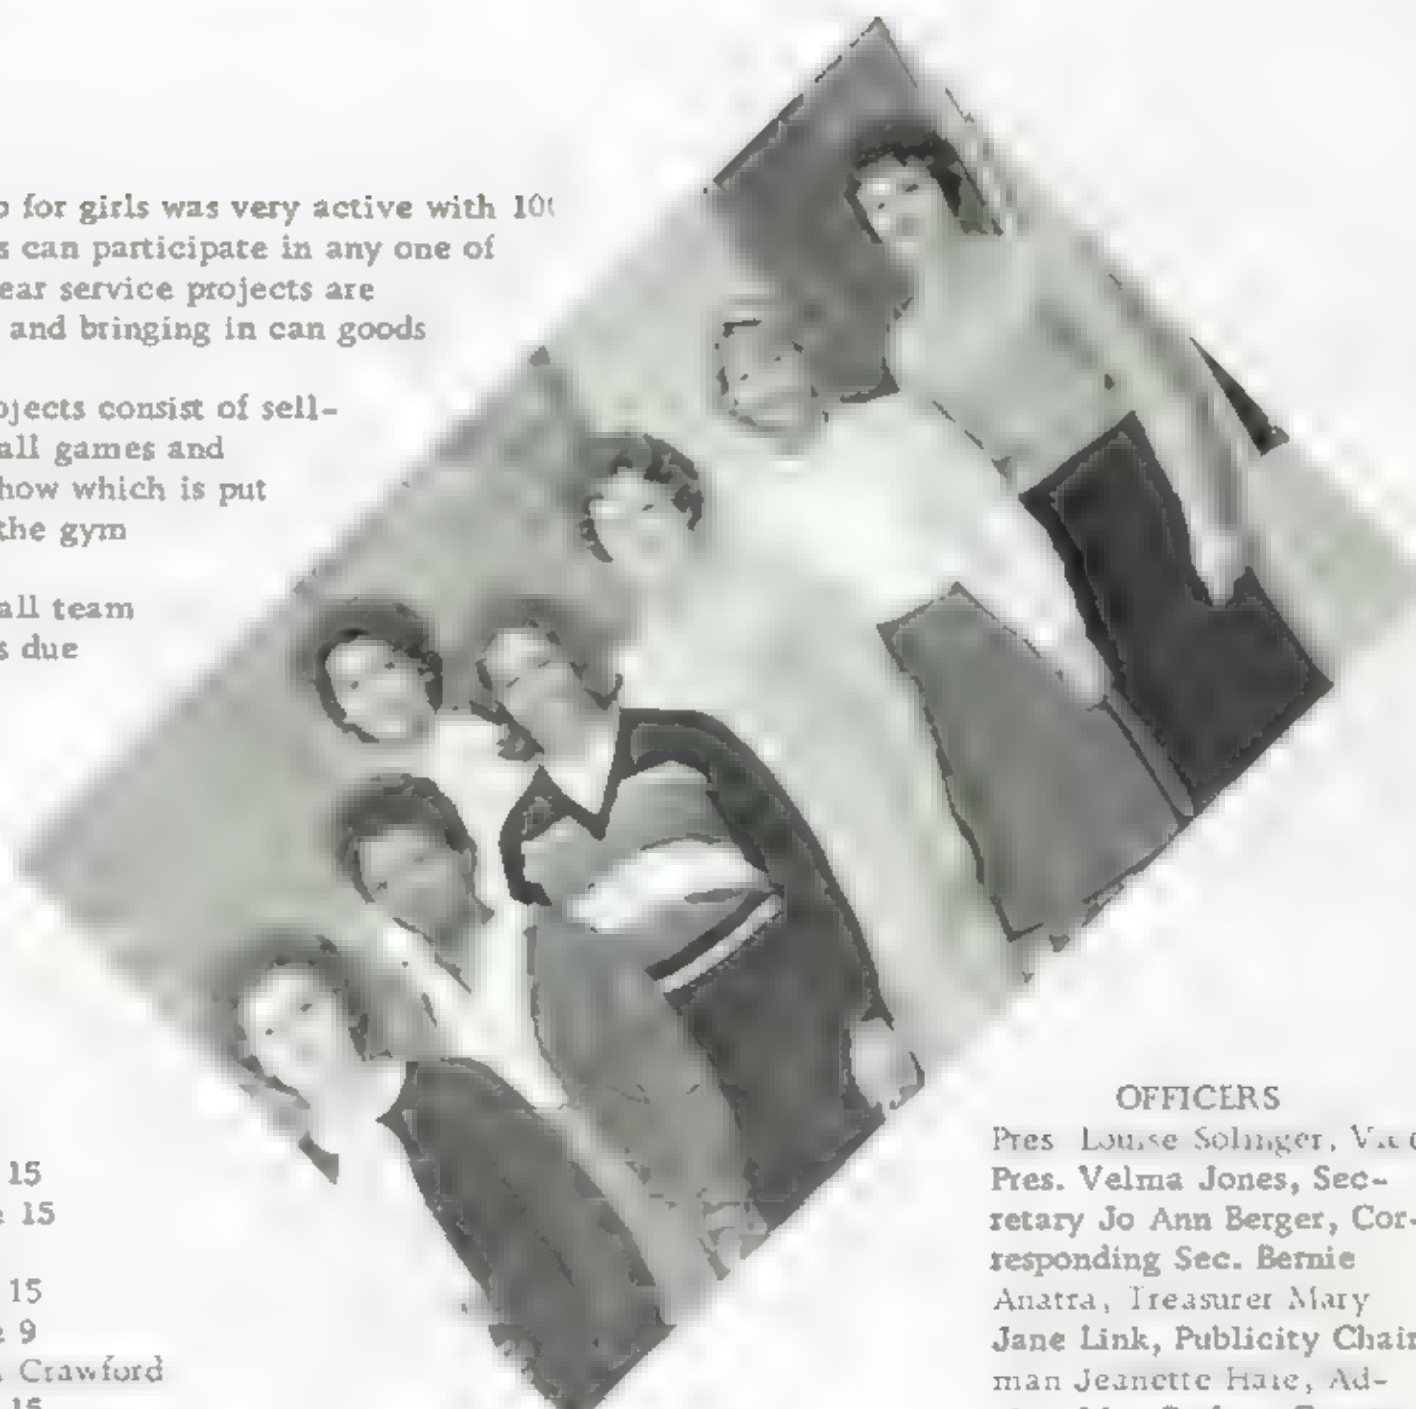 for girls was very active with 100
s can participate in any one of
ear service projects are
and bringing in can goods
ojects consist of sell-
all games and
how which is put
the gym
all team
s due
15
e 15
15
e 9
. Crawford
15
OFFICERS
Pres Louise Solinger, Vice
Pres. Velma Jones, Sec-
retary Jo Ann Berger, Cor-
responding Sec. Bernie
Anatra, Treasurer Mary
Jane Link, Publicity Chair
man Jeanette Haie, Ad-